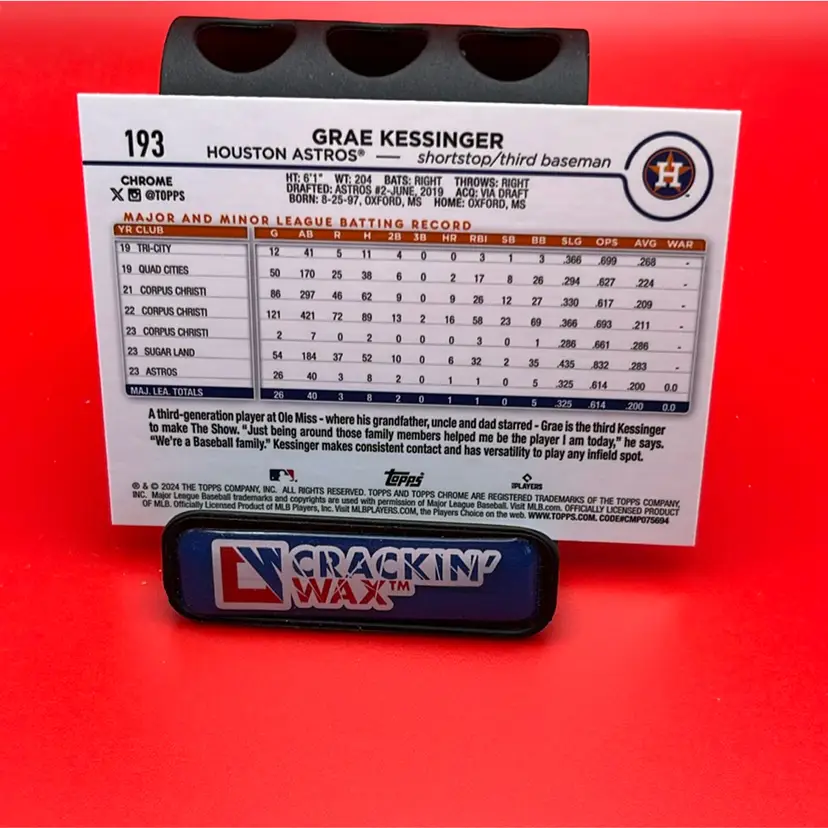 193
GRAE KESSINGER
HOUSTON ASTROS® — shortstop/third baseman
H
CHROME
X @TOPPS
HT: 6'1" WT: 204 BATS: RIGHT THROWS: RIGHT
DRAFTED: ASTROS #2-JUNE, 2019 ACQ: VIA DRAFT
BORN: 8-25-97, OXFORD, MS HOME: OXFORD, MS
MAJOR AND MINOR LEAGUE BATTING RECORD
YR CLUB G AB R H 2B 3B HR RBI SB BB SLG OPS AVG WAR
19 TRI-CITY 12 41 5 11 4 0 0 3 1 3 .366 .699 .268 -
19 QUAD CITIES 50 170 25 38 6 0 2 17 8 26 .294 .627 .224 -
21 CORPUS CHRISTI 86 297 46 62 9 0 9 26 12 27 .330 .617 .209 -
22 CORPUS CHRISTI 121 421 72 89 13 2 16 58 23 69 .366 .693 .211 -
23 CORPUS CHRISTI 2 7 0 2 0 0 0 3 0 1 .286 .661 .286 -
23 SUGAR LAND 54 184 37 52 10 0 6 32 2 35 .435 .832 .283 -
23 ASTROS 26 40 3 8 2 0 1 1 0 5 .325 .614 .200 0.0
MAJ. LEA. TOTALS 26 40 3 8 2 0 1 1 0 5 .325 .614 .200 0.0
A third-generation player at Ole Miss - where his grandfather, uncle and dad starred - Grae is the third Kessinger
to make The Show. "Just being around those family members helped me be the player I am today," he says.
"We're a Baseball family." Kessinger makes consistent contact and has versatility to play any infield spot.
topps
PLAYERS
® & © 2024 THE TOPPS COMPANY, INC. ALL RIGHTS RESERVED. TOPPS AND TOPPS CHROME ARE REGISTERED TRADEMARKS OF THE TOPPS COMPANY,
INC. Major League Baseball trademarks and copyrights are used with permission of Major League Baseball. Visit MLB.com. OFFICIALLY LICENSED PRODUCT
OF MLB. Officially Licensed Product of MLB Players, Inc. Visit MLBPLAYERS.COM, the Players Choice on the web. WWW.TOPPS.COM. CODE#CMP075694
CW CRACKIN'
WAX™